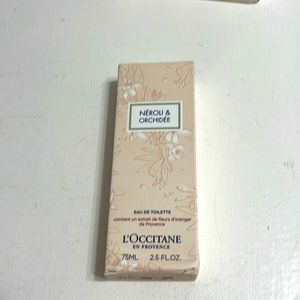 NÉROLI &
ORCHIDÉE
EAU DE TOILETTE
contient un extrait de fleurs d'oranger
de Provence
L'OCCITANE
EN PROVENCE
75ML 2.5 FL.OZ.